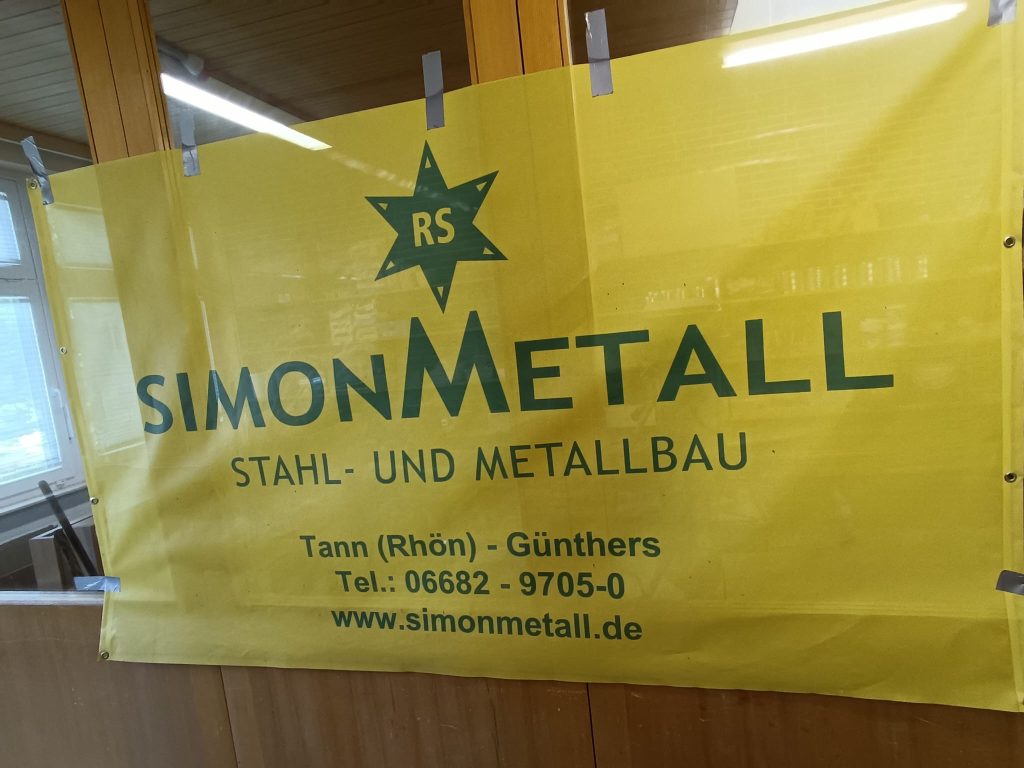 RS
SIMONMETALL
STAHL- UND METALLBAU
Tann (Rhön) - Günthers
Tel.: 06682 - 9705-0
www.simonmetall.de